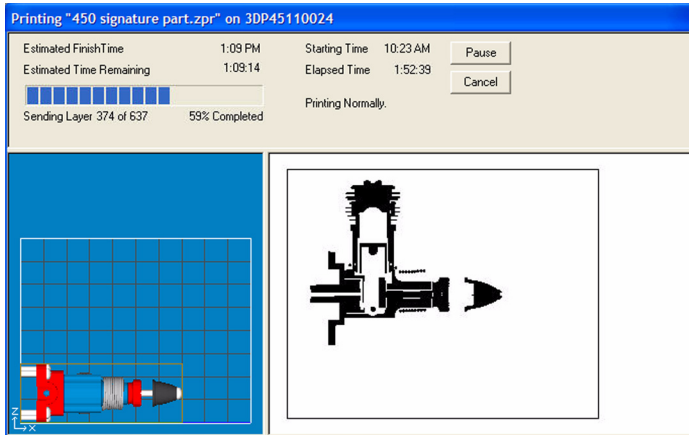 Printing "450 signature part.zpr" on 3DP45110024
Estimated FinishTime 1:09 PM
Estimated Time Remaining 1:09:14
Sending Layer 374 of 637 59% Completed
Starting Time 10:23 AM
Elapsed Time 1:52:39
Printing Normally.
Pause
Cancel
Z
X